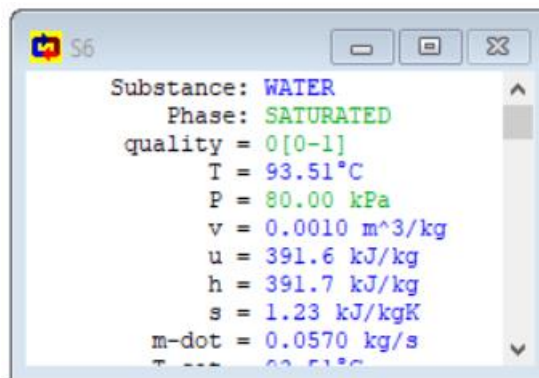 S6
Substance: WATER
Phase: SATURATED
quality = 0[0-1]
T = 93.51°C
P = 80.00 kPa
v = 0.0010 m^3/kg
u = 391.6 kJ/kg
h = 391.7 kJ/kg
s = 1.23 kJ/kgK
m-dot = 0.0570 kg/s